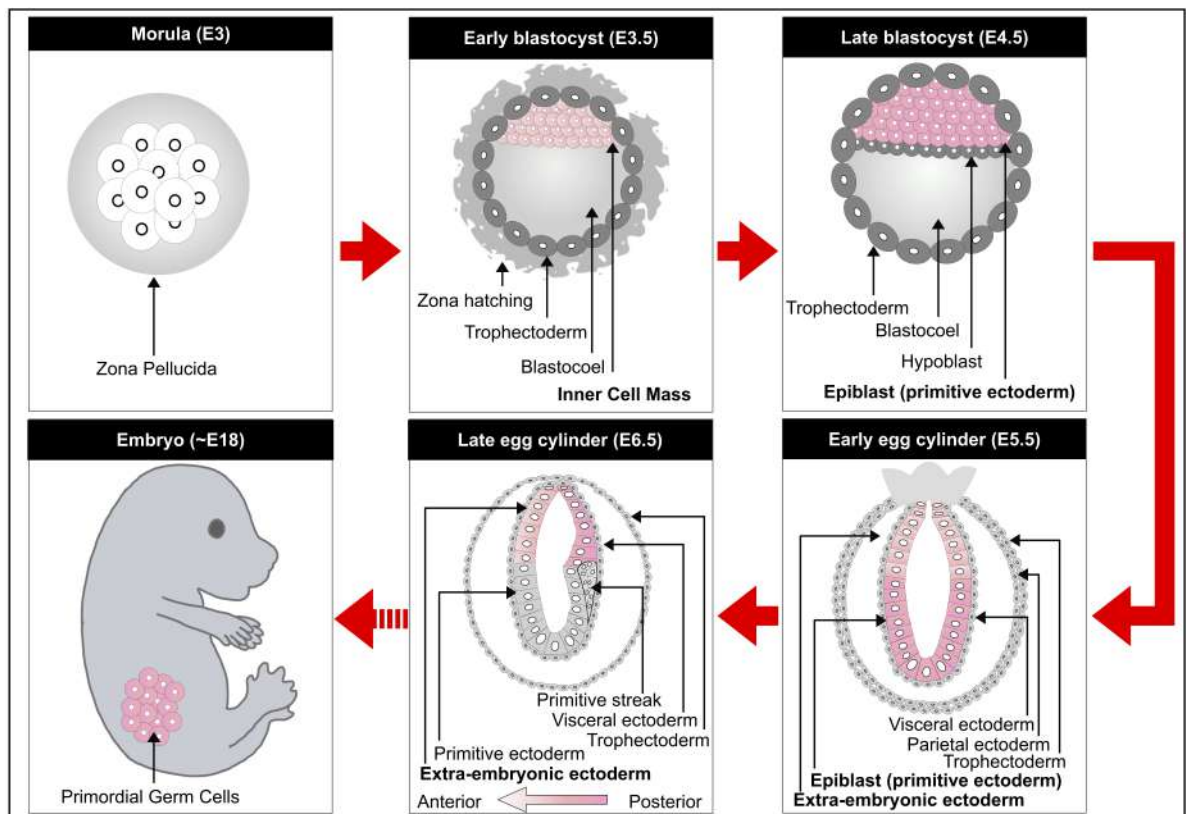 Morula (E3)
Zona Pellucida
Early blastocyst (E3.5)
Zona hatching
Trophectoderm
Blastocoel
Inner Cell Mass
Late blastocyst (E4.5)
Trophectoderm
Blastocoel
Hypoblast
Epiblast (primitive ectoderm)
Embryo (~E18)
Primordial Germ Cells
Late egg cylinder (E6.5)
Primitive streak
Visceral ectoderm
Trophectoderm
Primitive ectoderm
Extra-embryonic ectoderm
Anterior Posterior
Early egg cylinder (E5.5)
Visceral ectoderm
Parietal ectoderm
Trophectoderm
Epiblast (primitive ectoderm)
Extra-embryonic ectoderm